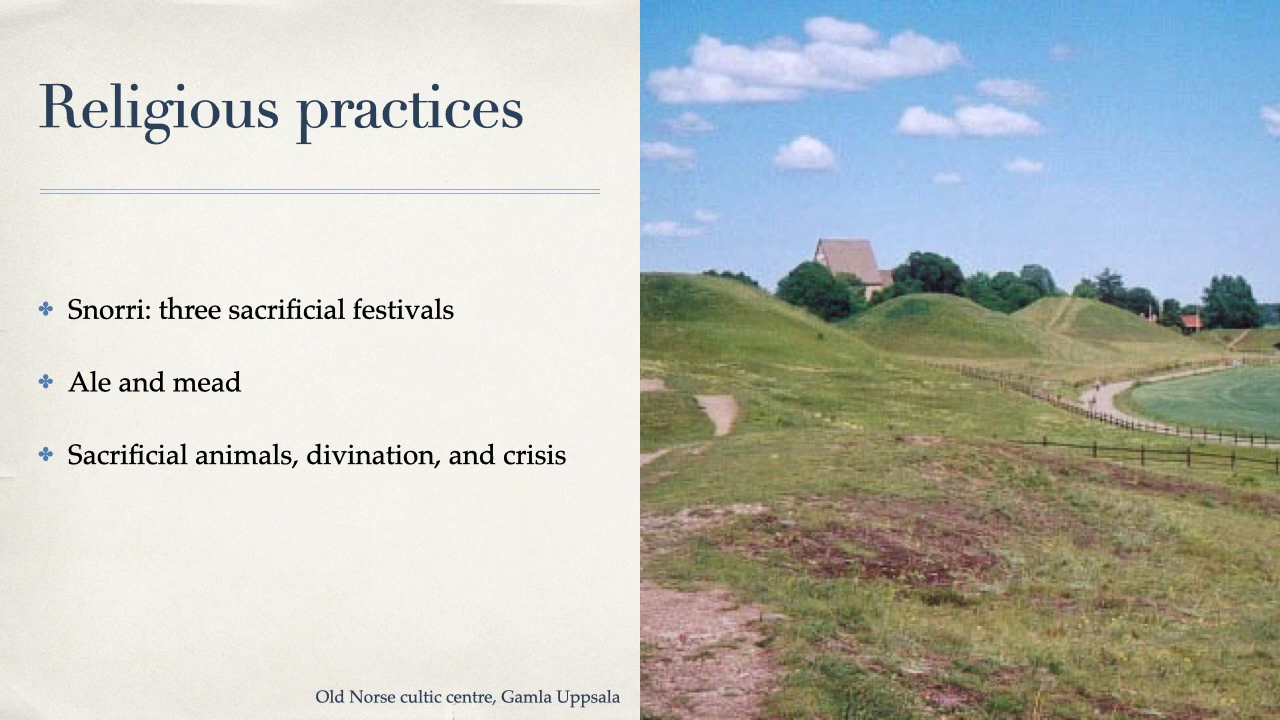 Religious practices
Snorri: three sacrificial festivals
Ale and mead
Sacrificial animals, divination, and crisis
Old Norse cultic centre, Gamla Uppsala